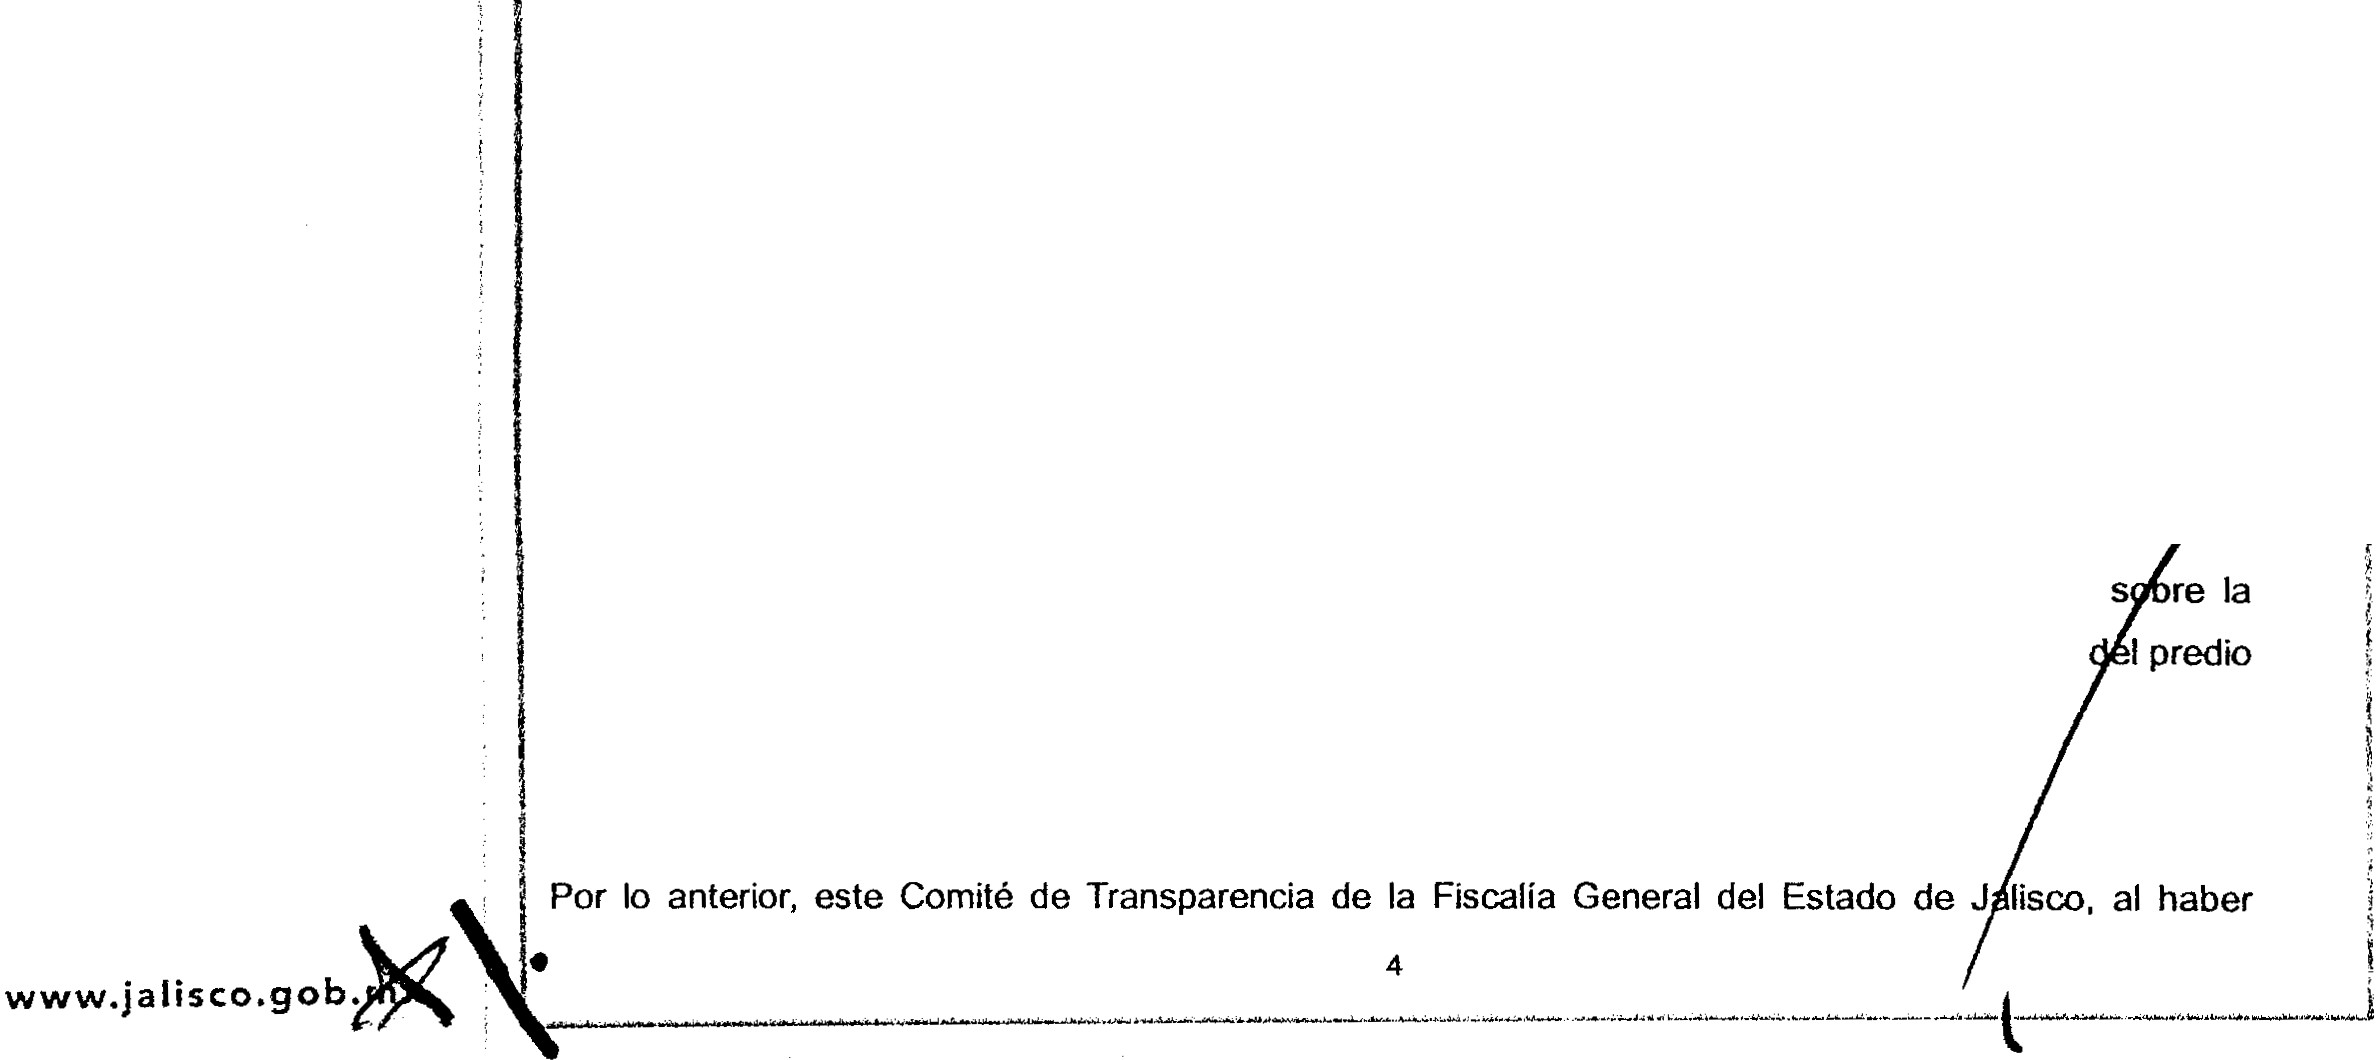 sobre la
del predio
Por lo anterior, este Comité de Transparencia de la Fiscalía General del Estado de Jalisco, al haber
4
www.jalisco.gob.mx